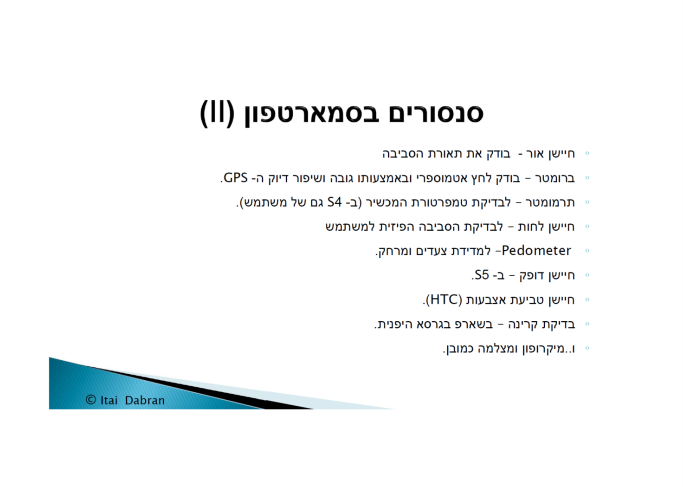 סנסורים בסמארטפון (II)
חיישן אור - בודק את תאורת הסביבה
ברומטר – בודק לחץ אטמוספרי ובאמצעותו גובה ושיפור דיוק ה- GPS.
תרמומטר – לבדיקת טמפרטורת המכשיר (ב- S4 גם של משתמש).
חיישן לחות – לבדיקת הסביבה הפיזית למשתמש
Pedometer– למדידת צעדים ומרחק.
חיישן דופק – ב- S5.
חיישן טביעת אצבעות (HTC).
בדיקת קרינה – בשארפ בגרסא היפנית.
ו..מיקרופון ומצלמה כמובן.
© Itai Dabran